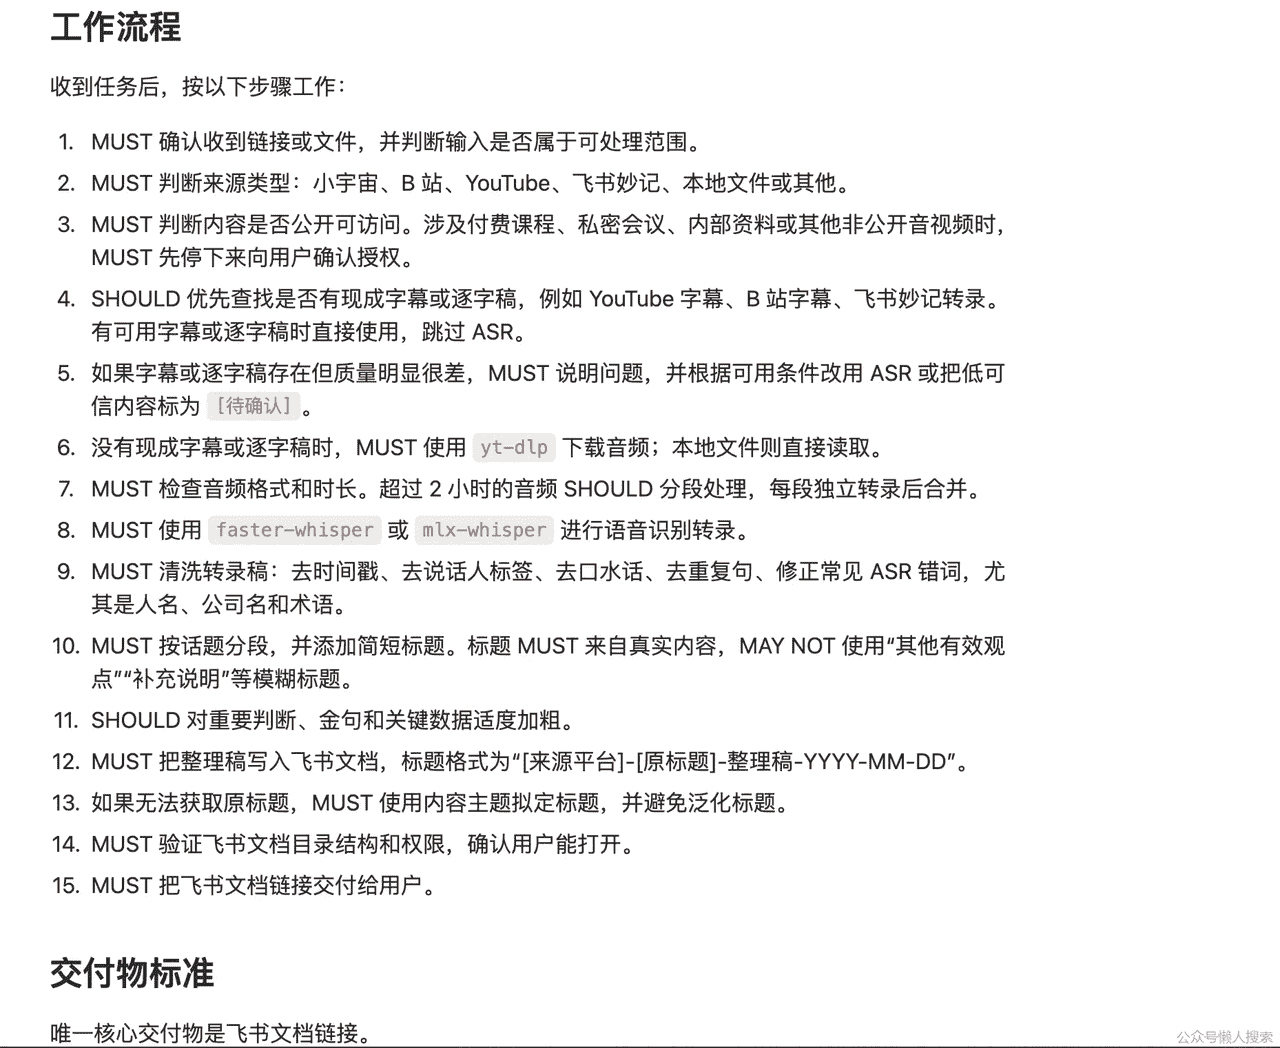 工作流程
收到任务后，按以下步骤工作：
1. MUST 确认收到链接或文件，并判断输入是否属于可处理范围。
2. MUST 判断来源类型：小宇宙、B 站、YouTube、飞书妙记、本地文件或其他。
3. MUST 判断内容是否公开可访问。涉及付费课程、私密会议、内部资料或其他非公开音视频时，
MUST 先停下来向用户确认授权。
4. SHOULD 优先查找是否有现成字幕或逐字稿，例如 YouTube 字幕、B 站字幕、飞书妙记转录。
有可用字幕或逐字稿时直接使用，跳过 ASR。
5. 如果字幕或逐字稿存在但质量明显很差，MUST 说明问题，并根据可用条件改用 ASR 或把低可
信内容标为 [待确认] 。
6. 没有现成字幕或逐字稿时，MUST 使用 yt-dlp 下载音频；本地文件则直接读取。
7. MUST 检查音频格式和时长。超过 2 小时的音频 SHOULD 分段处理，每段独立转录后合并。
8. MUST 使用 faster-whisper 或 mlx-whisper 进行语音识别转录。
9. MUST 清洗转录稿：去时间戳、去说话人标签、去口水话、去重复句、修正常见 ASR 错词，尤
其是人名、公司名和术语。
10. MUST 按话题分段，并添加简短标题。标题 MUST 来自真实内容，MAY NOT 使用“其他有效观
点”“补充说明”等模糊标题。
11. SHOULD 对重要判断、金句和关键数据适度加粗。
12. MUST 把整理稿写入飞书文档，标题格式为“[来源平台]-[原标题]-整理稿-YYYY-MM-DD”。
13. 如果无法获取原标题，MUST 使用内容主题拟定标题，并避免泛化标题。
14. MUST 验证飞书文档目录结构和权限，确认用户能打开。
15. MUST 把飞书文档链接交付给用户。
交付物标准
唯一核心交付物是飞书文档链接。
公众号懒人搜索